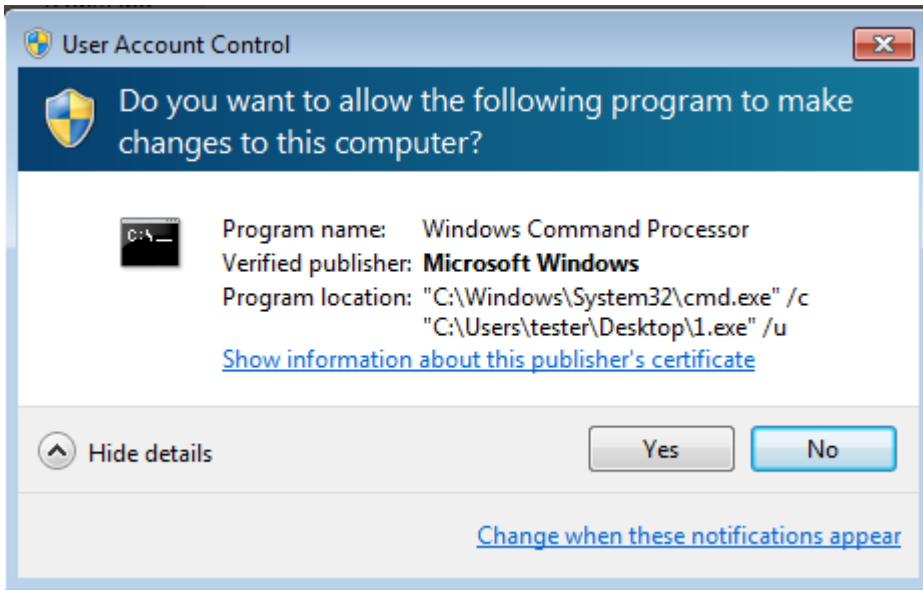 User Account Control
Do you want to allow the following program to make
changes to this computer?
C:\
Program name: Windows Command Processor
Verified publisher: Microsoft Windows
Program location: "C:\Windows\System32\cmd.exe" /c
"C:\Users\tester\Desktop\1.exe" /u
Show information about this publisher's certificate
Hide details
Yes
No
Change when these notifications appear